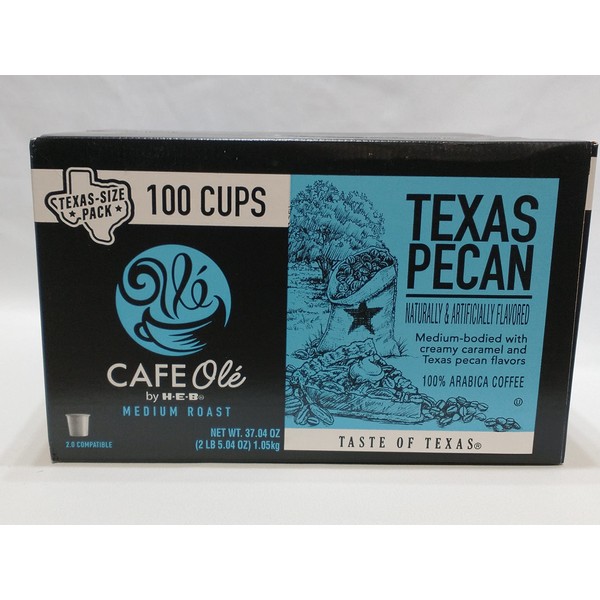 TEXAS-SIZE
PACK
100 CUPS
Olé
CAFE Olé
by H-E-B®
MEDIUM ROAST
2.0 COMPATIBLE
NET WT. 37.04 OZ
(2 LB 5.04 OZ) 1.05kg
TEXAS
PECAN
NATURALLY & ARTIFICIALLY FLAVORED
Medium-bodied with
creamy caramel and
Texas pecan flavors
100% ARABICA COFFEE
U
TASTE OF TEXAS®